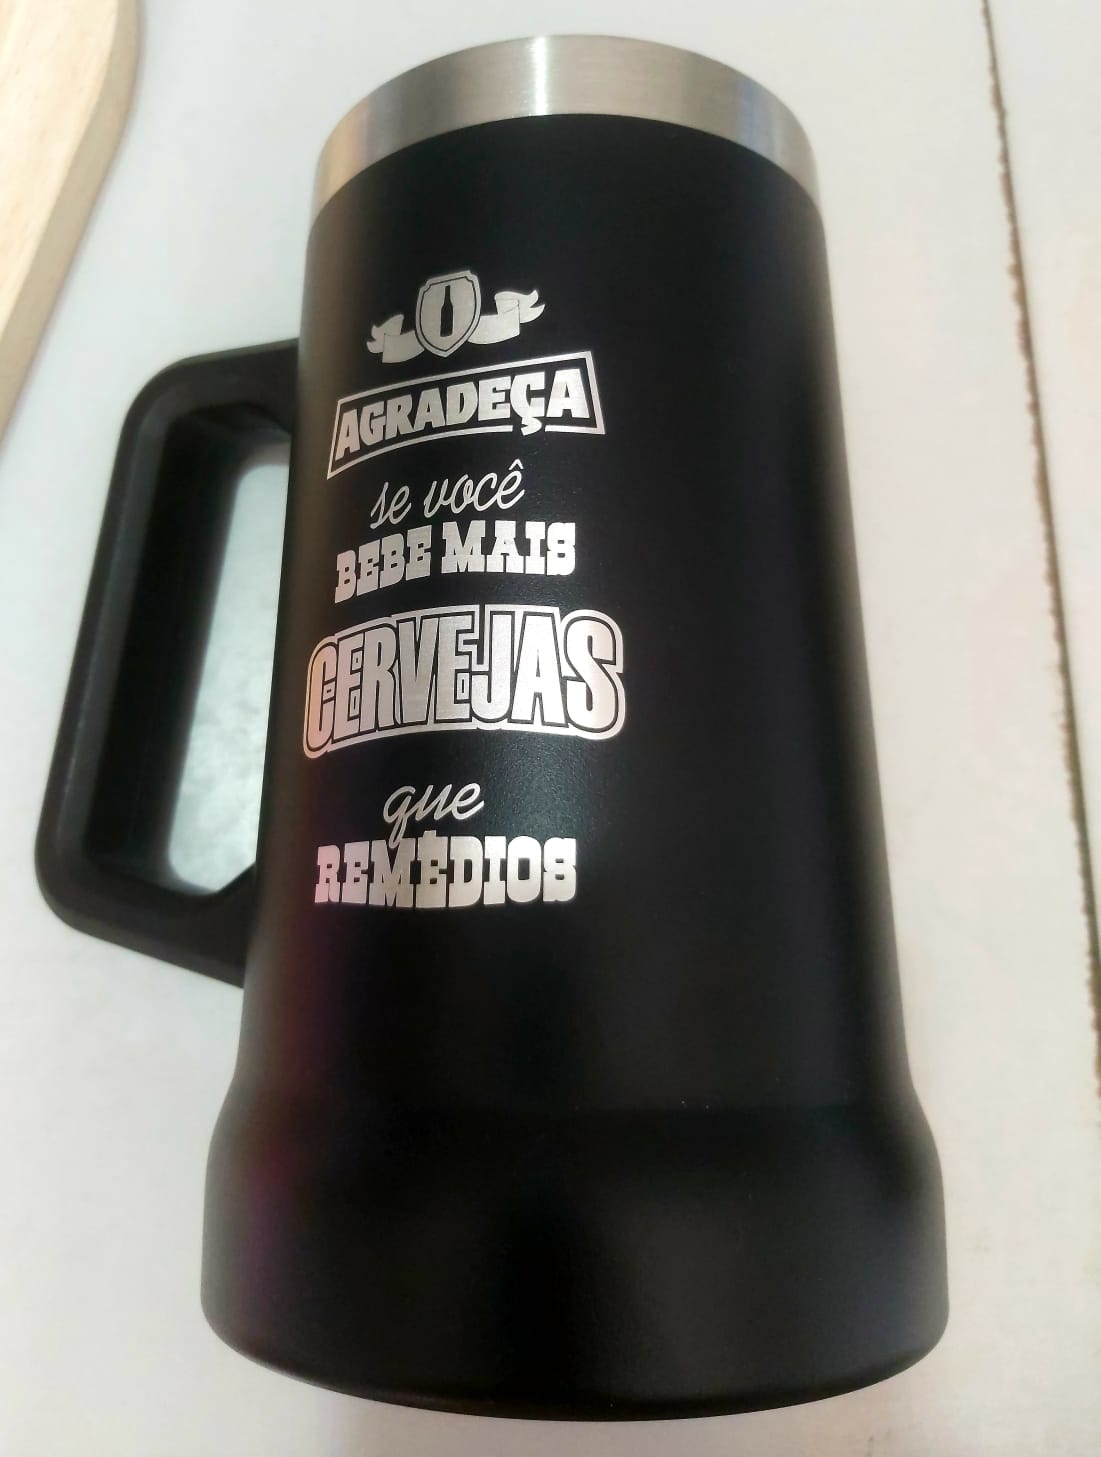 AGRADEÇA
se você
BEBE MAIS
CERVEJAS
que
REMÉDIOS